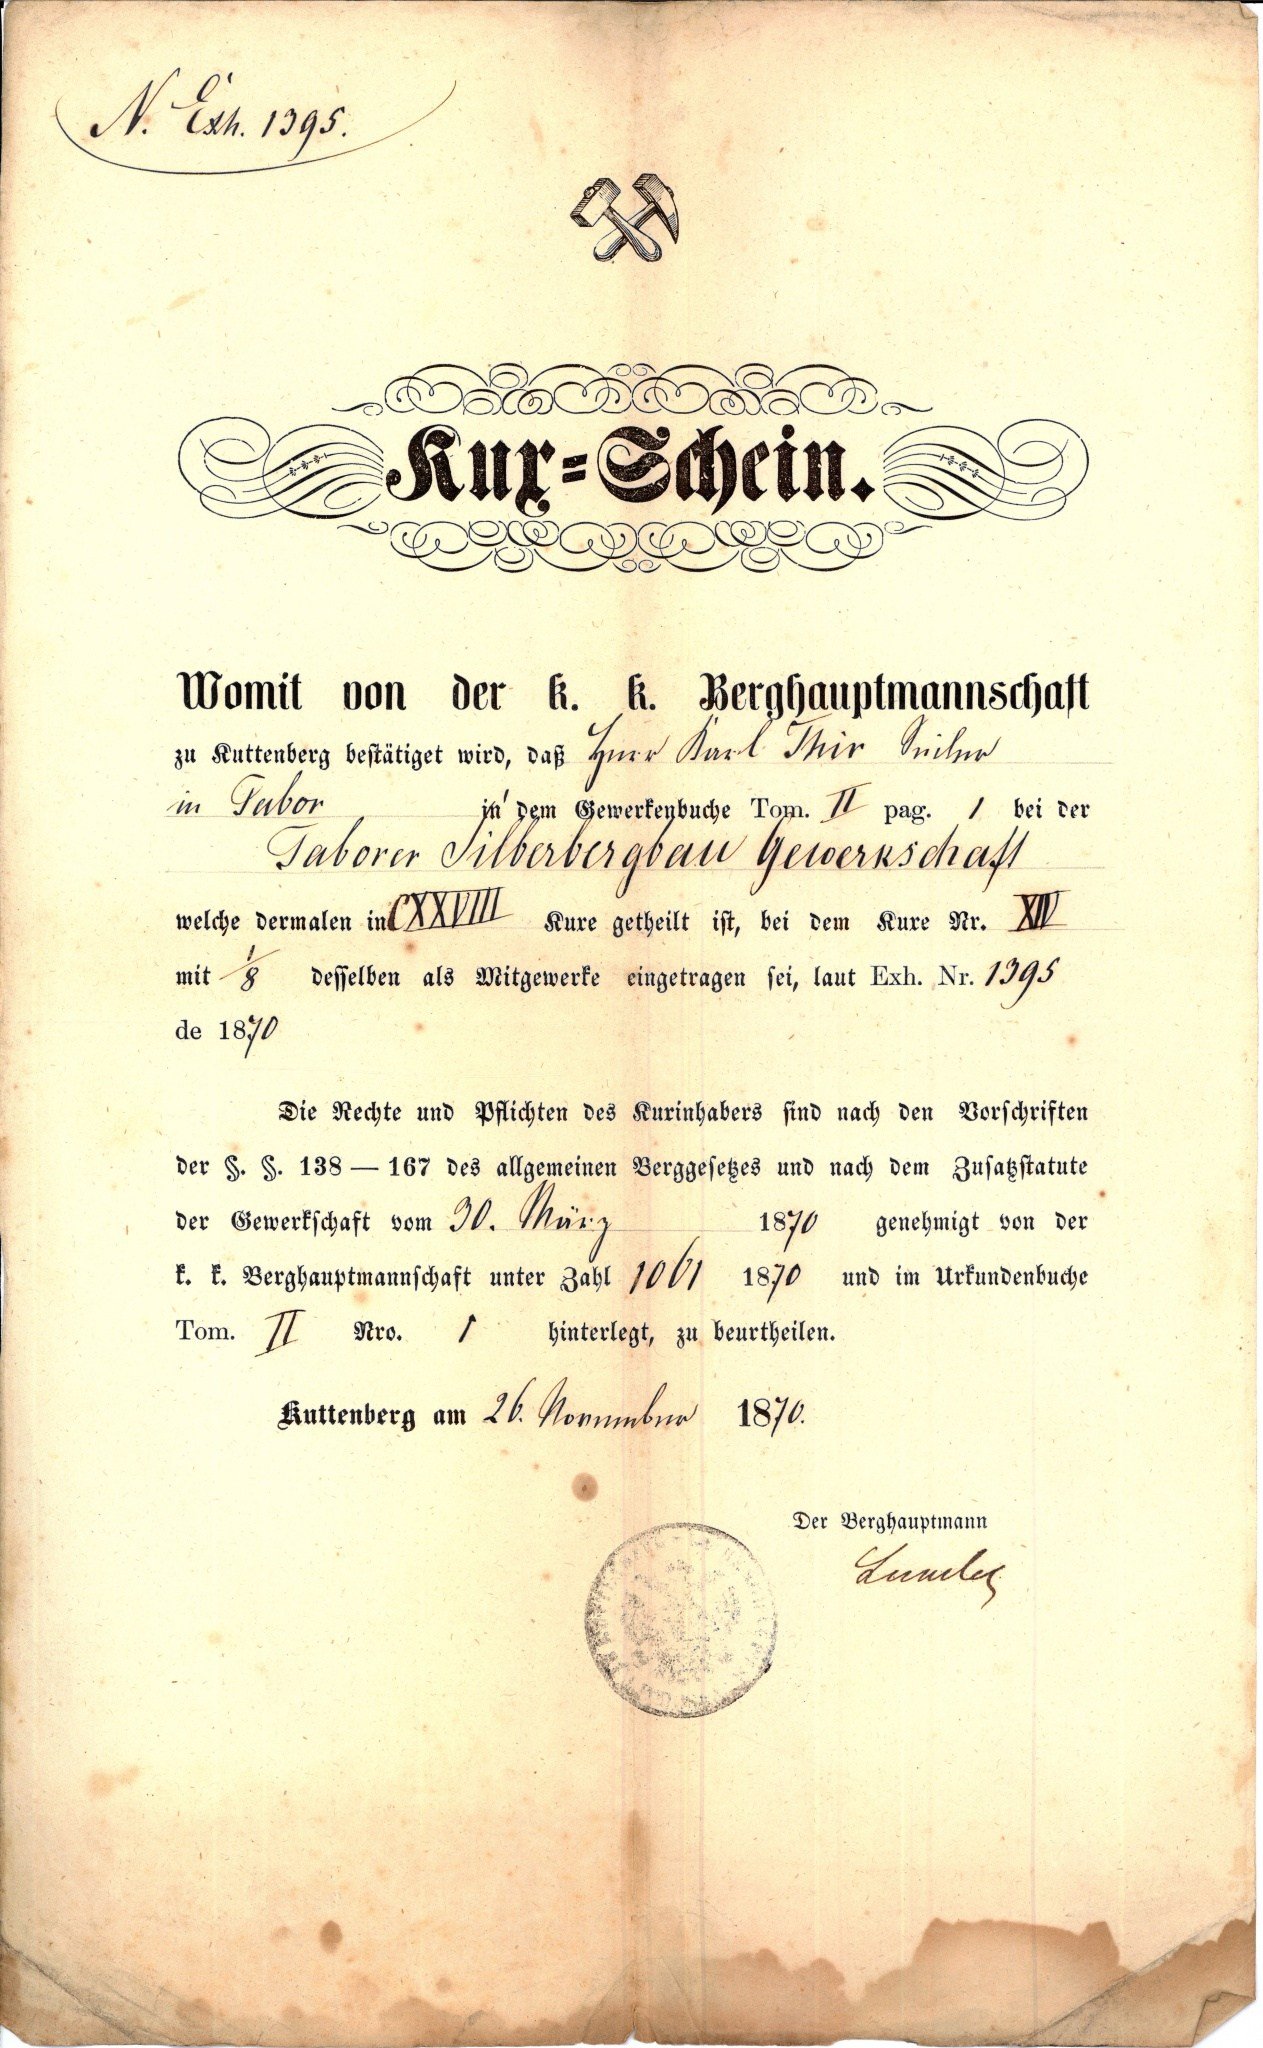 N. Exh. 1395.
Kux-Schein.
Womit von der k. k. Berghauptmannschaft
zu Kuttenberg bestätiget wird, daß Herr Karl Thir
in Tabor in dem Gewerkenbuche Tom. II pag. 1 bei der
Taborer Silberbergbau Gewerkschaft
welche dermalen in CXXVIII Kuxe getheilt ist, bei dem Kuxe Nr. XIV
mit 1/8 desselben als Mitgewerke eingetragen sei, laut Exh. Nr. 1395
de 1870
Die Rechte und Pflichten des Kuxinhabers sind nach den Vorschriften
der §. §. 138 — 167 des allgemeinen Berggesetzes und nach dem Zusatzstatute
der Gewerkschaft vom 30. März 1870 genehmigt von der
k. k. Berghauptmannschaft unter Zahl 1061 1870 und im Urkundenbuche
Tom. II Nro. 1 hinterlegt, zu beurtheilen.
Kuttenberg am 26. November 1870.
Der Berghauptmann